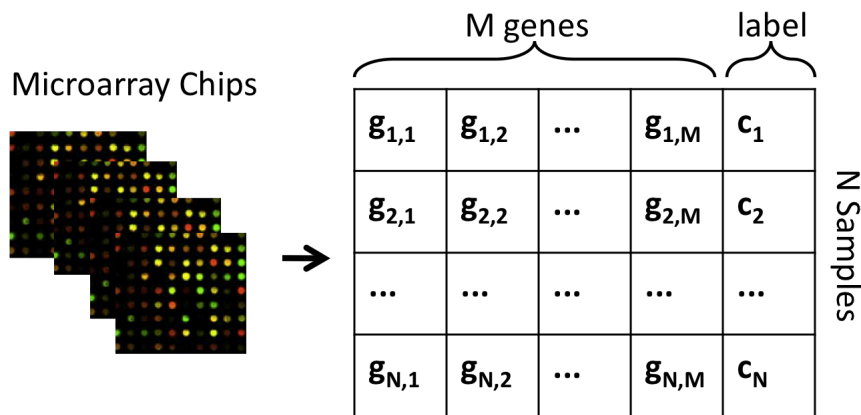 M genes label
Microarray Chips
g1,1 g1,2 ... g1,M c1
g2,1 g2,2 ... g2,M c2
... ... ... ... ...
gN,1 gN,2 ... gN,M cN
N Samples